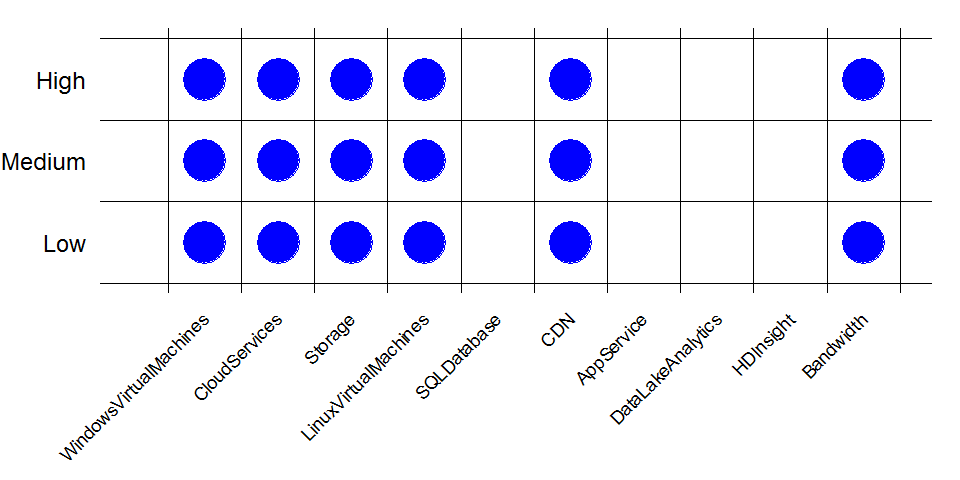 High
Medium
Low
WindowsVirtualMachines
CloudServices
Storage
LinuxVirtualMachines
SQLDatabase
CDN
AppService
DataLakeAnalytics
HDInsight
Bandwidth